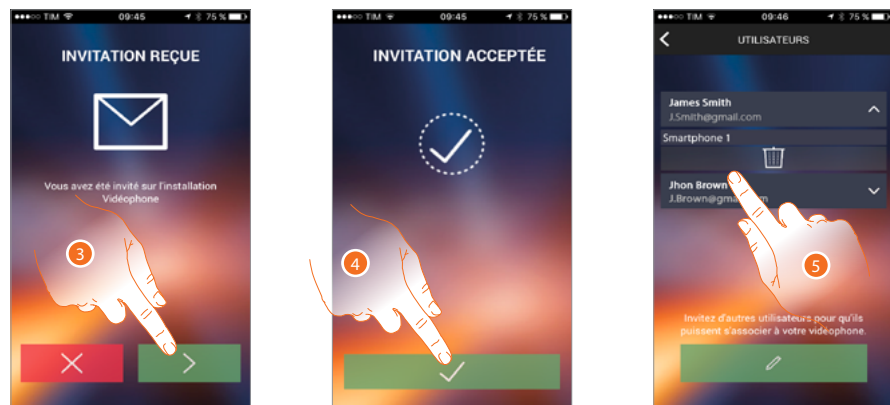 TIM 09:45 75 %
INVITATION REÇUE
Vous avez été invité sur l'installation
Vidéophone
3
TIM 09:45 75 %
INVITATION ACCEPTÉE
4
TIM 09:46 75 %
UTILISATEURS
James Smith
J.Smith@gmail.com
Smartphone 1
Jhon Brown
5
Invitez d'autres utilisateurs pour qu'ils
puissent s'associer à votre vidéophone.